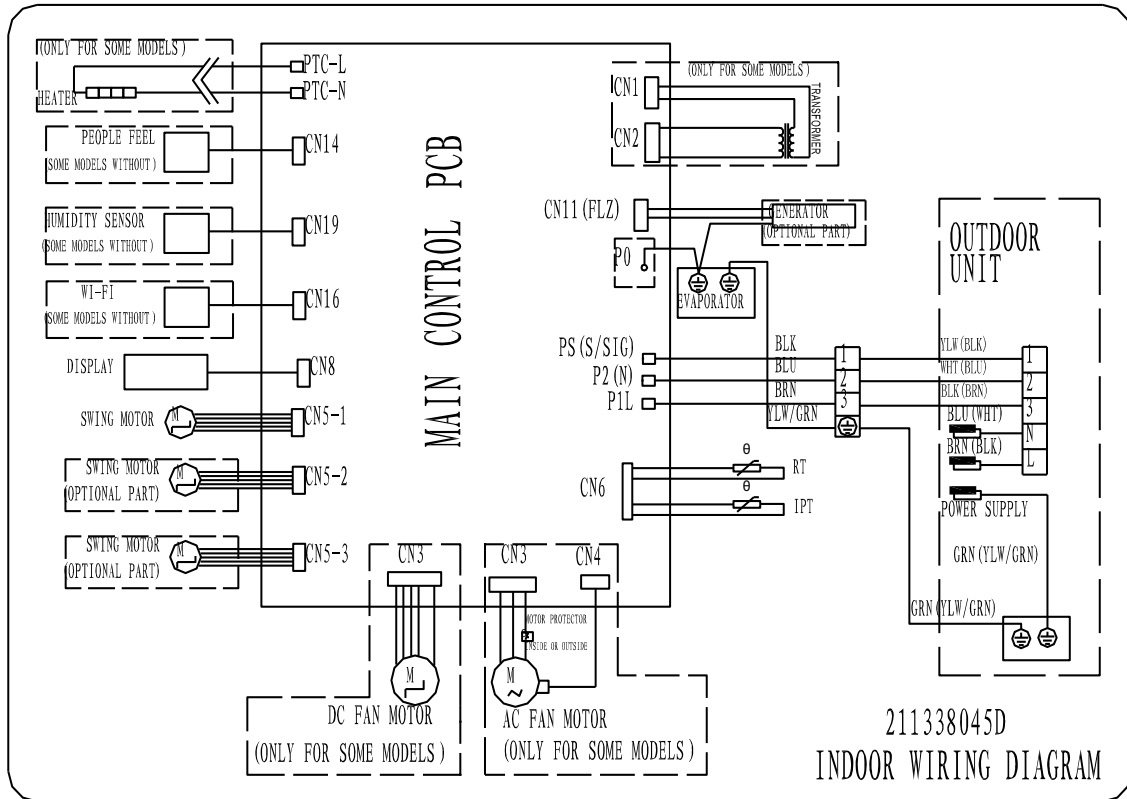 (ONLY FOR SOME MODELS)
HEATER
PTC-L
PTC-N
PEOPLE FEEL
(SOME MODELS WITHOUT)
CN14
HUMIDITY SENSOR
(SOME MODELS WITHOUT)
CN19
WI-FI
(SOME MODELS WITHOUT)
CN16
DISPLAY
CN8
SWING MOTOR
M
CN5-1
SWING MOTOR
(OPTIONAL PART)
M
CN5-2
SWING MOTOR
(OPTIONAL PART)
M
CN5-3
MAIN CONTROL PCB
(ONLY FOR SOME MODELS)
CN1
CN2
TRANSFORMER
CN11(FLZ)
GENERATOR
(OPTIONAL PART)
P0
EVAPORATOR
PS(S/SIG)
P2(N)
P1L
BLK
BLU
BRN
YLW/GRN
1
2
3
CN6
θ
RT
θ
IPT
OUTDOOR
UNIT
YLW(BLK)
WHT(BLU)
BLK(BRN)
BLU(WHT)
BRN(BLK)
1
2
3
N
L
POWER SUPPLY
GRN(YLW/GRN)
GRN(YLW/GRN)
CN3
M
DC FAN MOTOR
(ONLY FOR SOME MODELS)
CN3
CN4
MOTOR PROTECTOR
INSIDE OR OUTSIDE
M
AC FAN MOTOR
(ONLY FOR SOME MODELS)
211338045D
INDOOR WIRING DIAGRAM